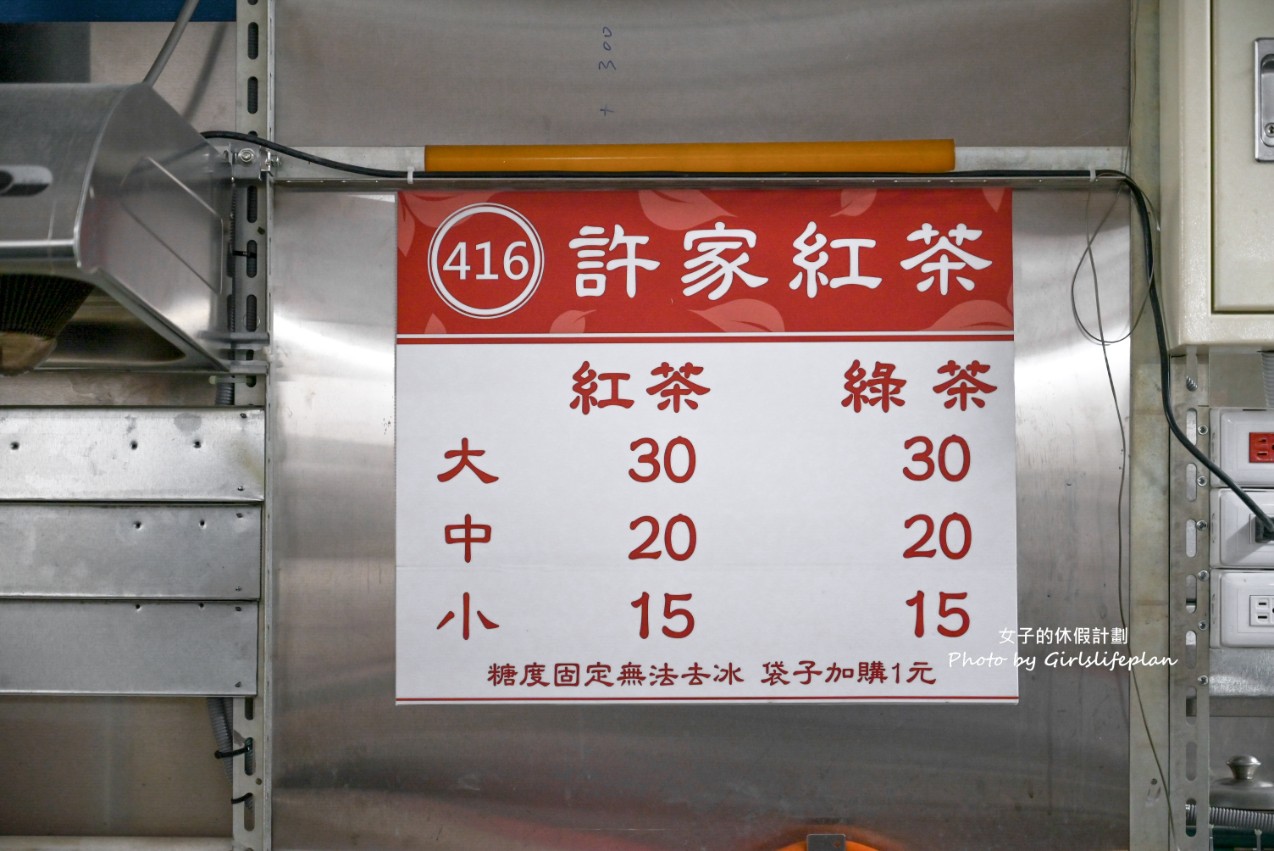 416 許家紅茶
紅茶 綠茶
大 30 30
中 20 20
小 15 15
糖度固定無法去冰 袋子加購1元
女子的休假計劃
Photo by Girlslifeplan